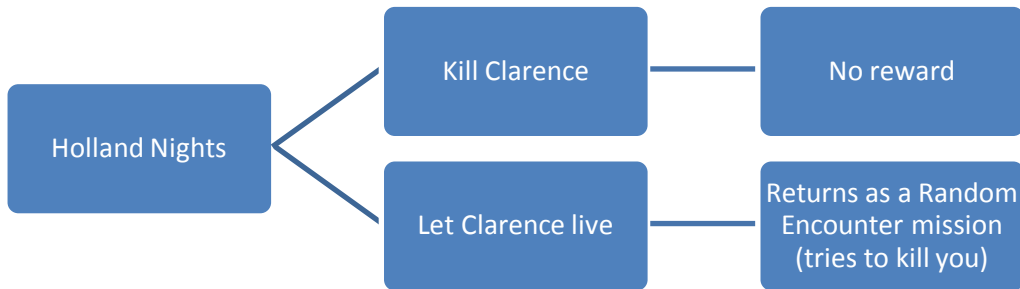 Holland Nights
Kill Clarence
No reward
Let Clarence live
Returns as a Random
Encounter mission
(tries to kill you)